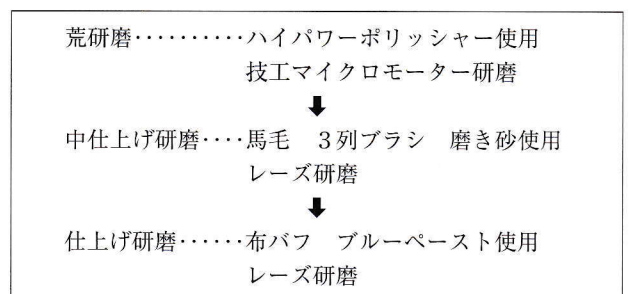 荒研磨‥‥‥‥‥ハイパワーポリッシャー使用
技工マイクロモーター研磨
⬇
中仕上げ研磨‥‥馬毛　３列ブラシ　磨き砂使用
レーズ研磨
⬇
仕上げ研磨‥‥‥布バフ　ブルーペースト使用
レーズ研磨